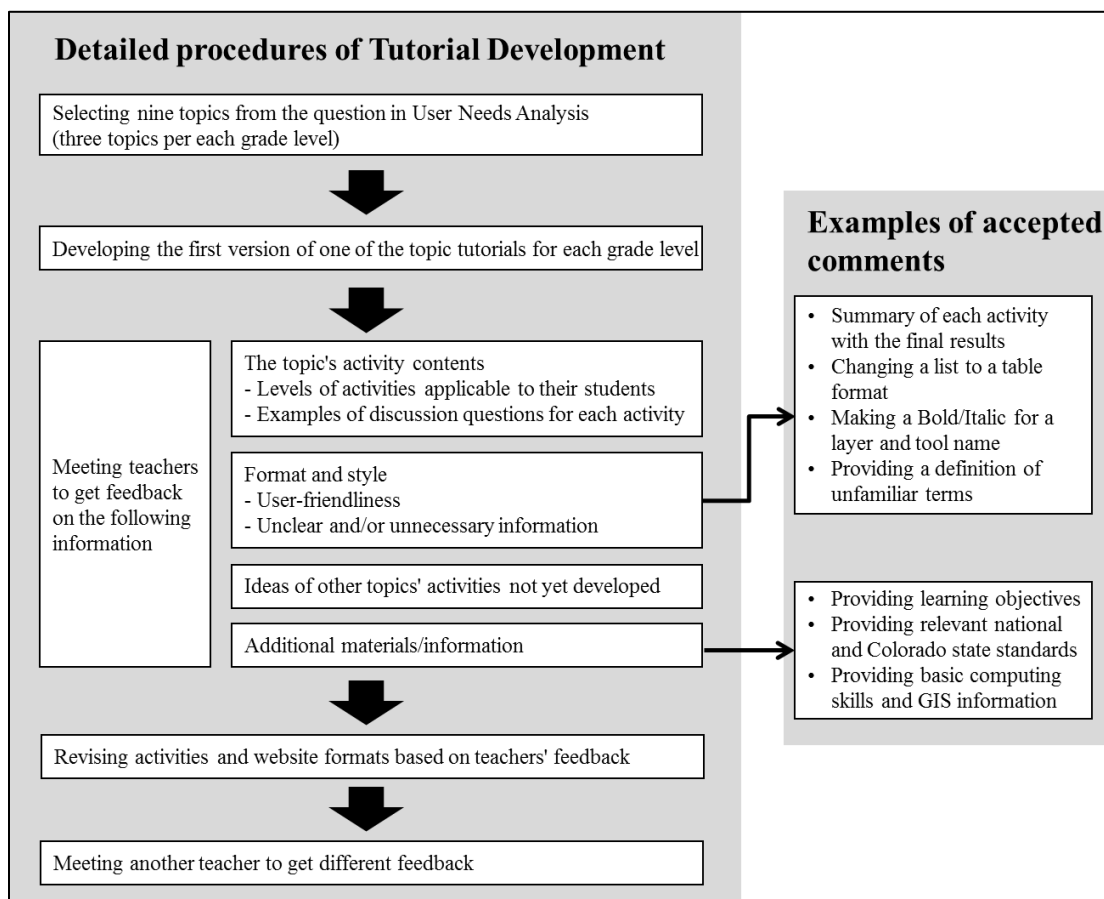 Detailed procedures of Tutorial Development
Selecting nine topics from the question in User Needs Analysis
(three topics per each grade level)
Developing the first version of one of the topic tutorials for each grade level
Meeting teachers
to get feedback
on the following
information
The topic's activity contents
- Levels of activities applicable to their students
- Examples of discussion questions for each activity
Format and style
- User-friendliness
- Unclear and/or unnecessary information
Ideas of other topics' activities not yet developed
Additional materials/information
Revising activities and website formats based on teachers' feedback
Meeting another teacher to get different feedback
Examples of accepted
comments
• Summary of each activity
with the final results
• Changing a list to a table
format
• Making a Bold/Italic for a
layer and tool name
• Providing a definition of
unfamiliar terms
• Providing learning objectives
• Providing relevant national
and Colorado state standards
• Providing basic computing
skills and GIS information